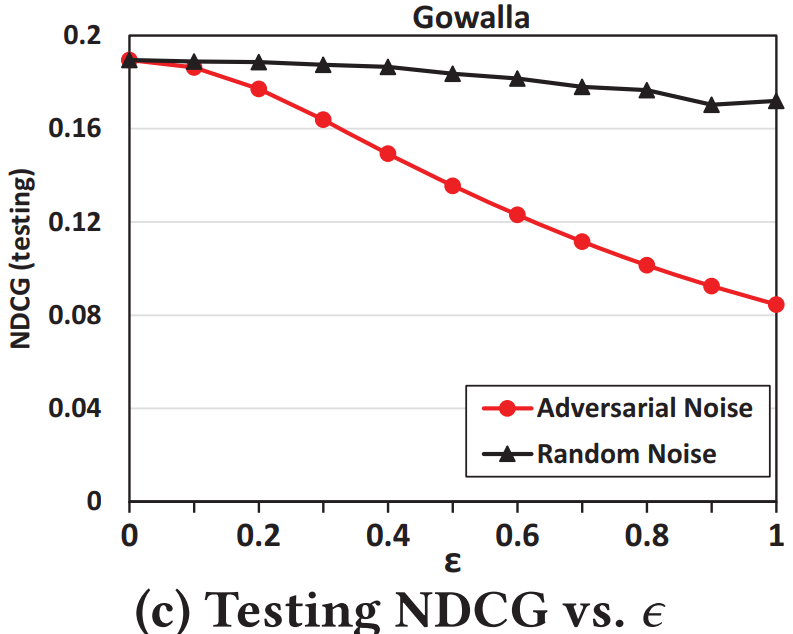 Gowalla
0.2
0.16
0.12
0.08
0.04
0
NDCG (testing)
Adversarial Noise
Random Noise
0 0.2 0.4 0.6 0.8 1
ε
(c) Testing NDCG vs. ϵ